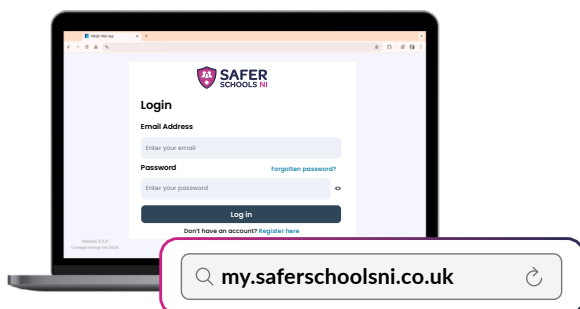 SAFER
SCHOOLS NI
Login
Email Address
Enter your email
Password Forgotten password?
Enter your password
Log in
Don't have an account? Register here
my.saferschoolsni.co.uk